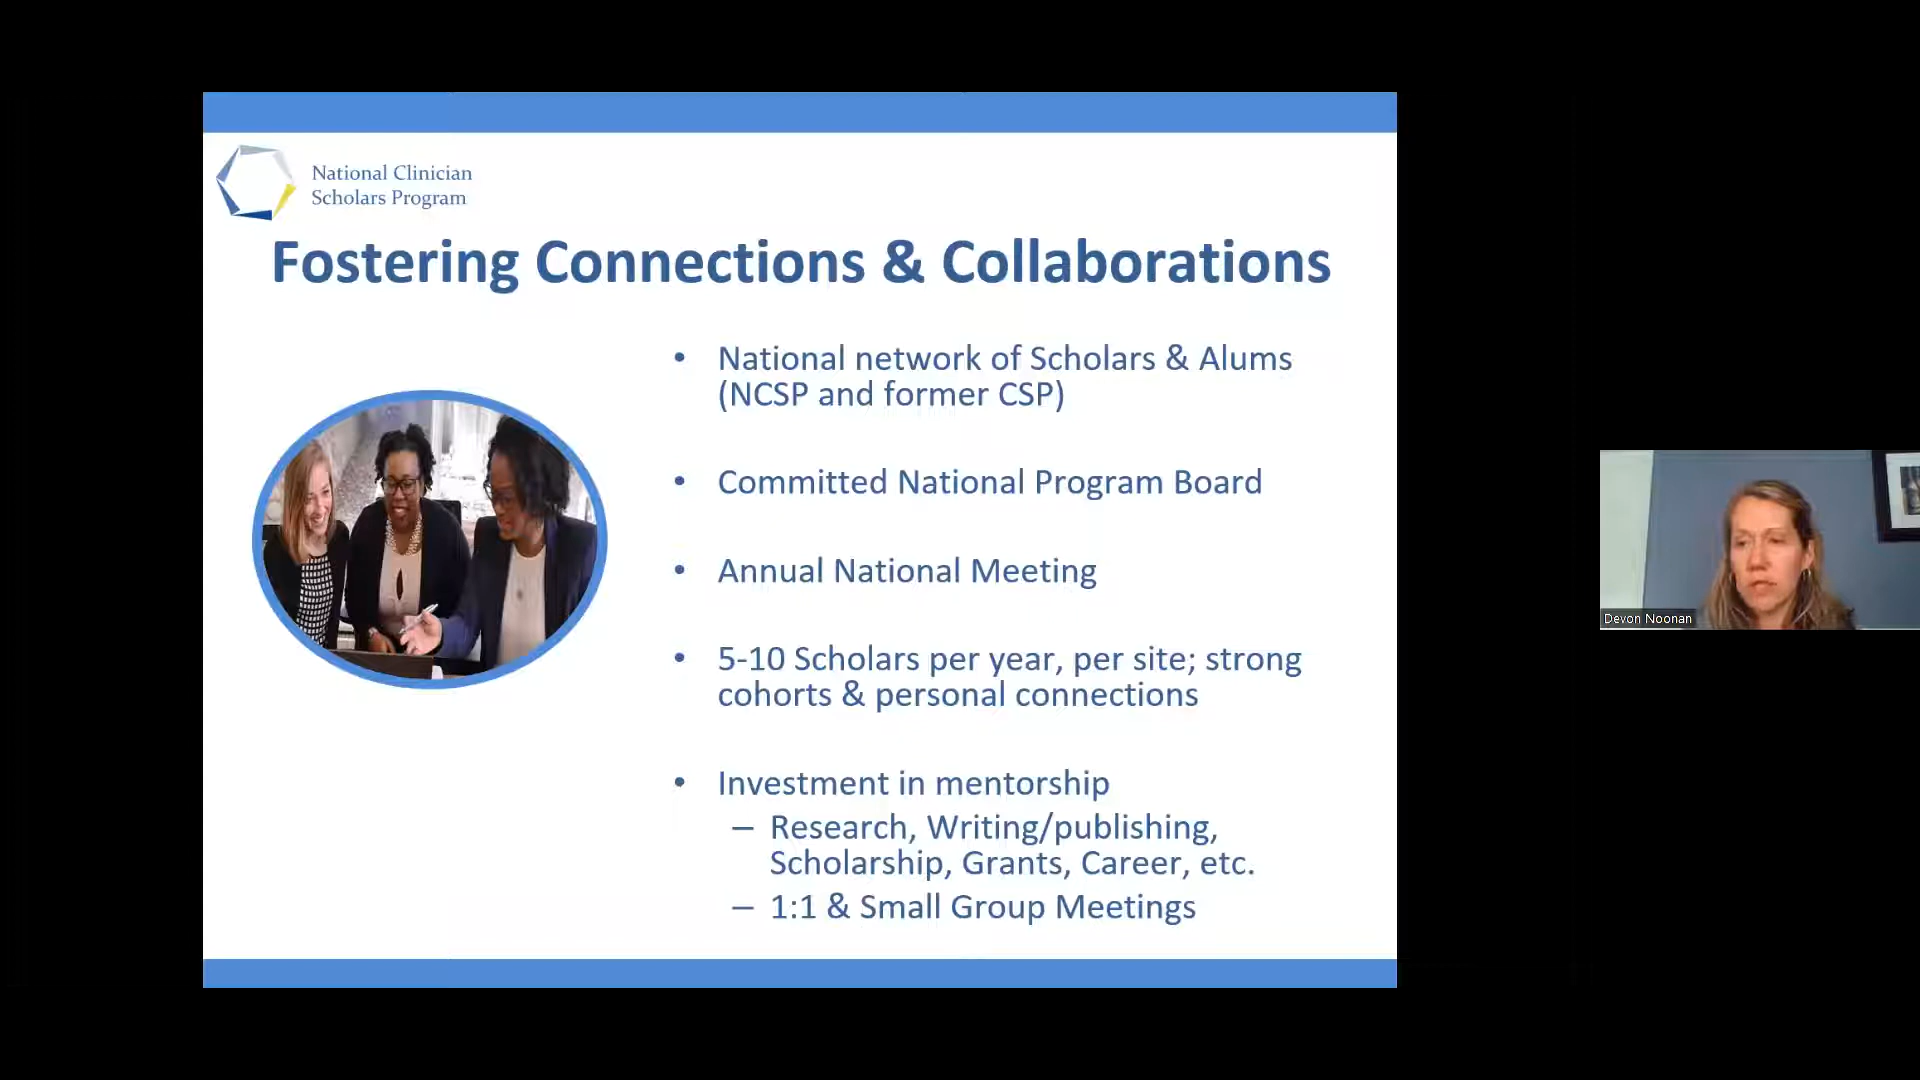 National Clinician
Scholars Program
Fostering Connections & Collaborations
• National network of Scholars & Alums
(NCSP and former CSP)
• Committed National Program Board
• Annual National Meeting
• 5-10 Scholars per year, per site; strong
cohorts & personal connections
• Investment in mentorship
– Research, Writing/publishing,
Scholarship, Grants, Career, etc.
– 1:1 & Small Group Meetings
Devon Noonan